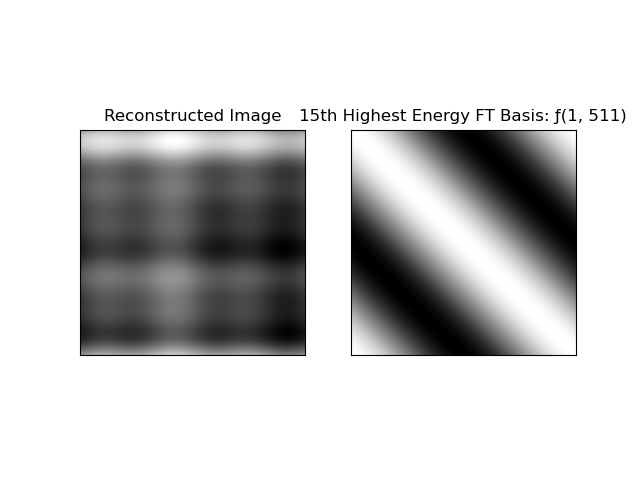 Reconstructed Image
15th Highest Energy FT Basis: ƒ(1, 511)